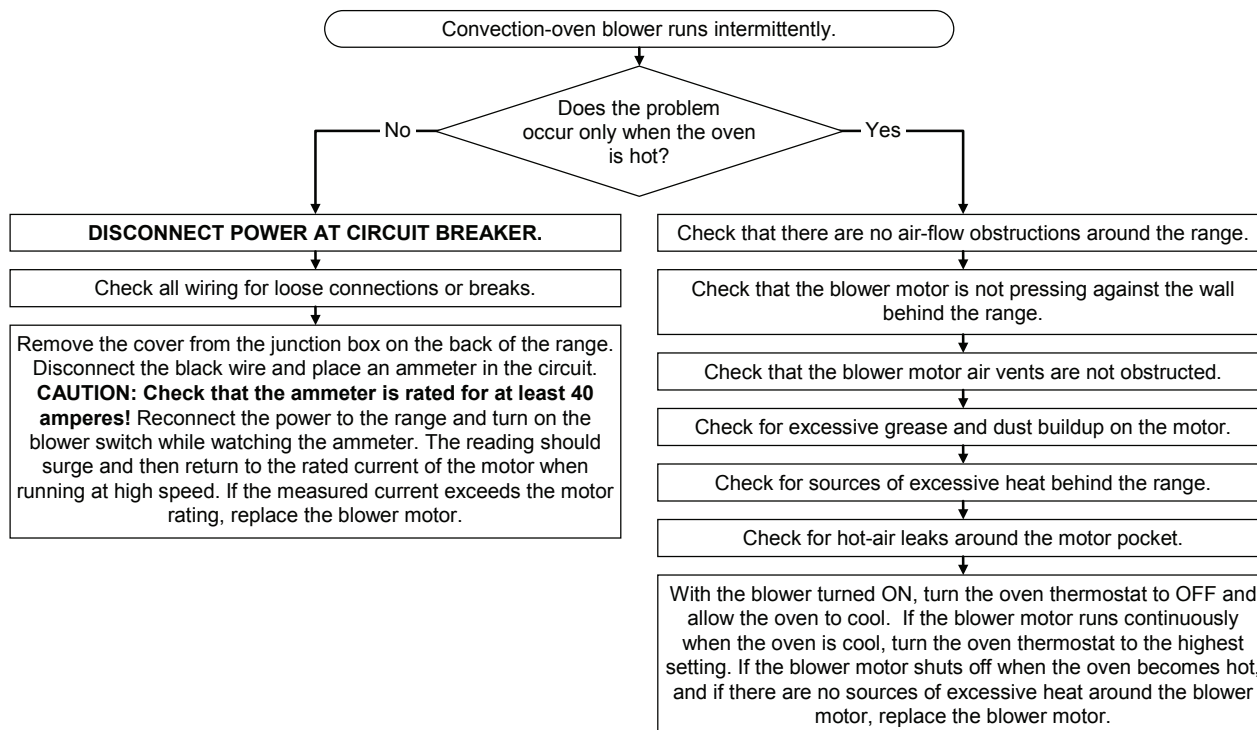 Convection-oven blower runs intermittently.
Does the problem
occur only when the oven
is hot?
No
Yes
DISCONNECT POWER AT CIRCUIT BREAKER.
Check all wiring for loose connections or breaks.
Remove the cover from the junction box on the back of the range.
Disconnect the black wire and place an ammeter in the circuit.
CAUTION: Check that the ammeter is rated for at least 40
amperes! Reconnect the power to the range and turn on the
blower switch while watching the ammeter. The reading should
surge and then return to the rated current of the motor when
running at high speed. If the measured current exceeds the motor
rating, replace the blower motor.
Check that there are no air-flow obstructions around the range.
Check that the blower motor is not pressing against the wall
behind the range.
Check that the blower motor air vents are not obstructed.
Check for excessive grease and dust buildup on the motor.
Check for sources of excessive heat behind the range.
Check for hot-air leaks around the motor pocket.
With the blower turned ON, turn the oven thermostat to OFF and
allow the oven to cool.  If the blower motor runs continuously
when the oven is cool, turn the oven thermostat to the highest
setting. If the blower motor shuts off when the oven becomes hot,
and if there are no sources of excessive heat around the blower
motor, replace the blower motor.